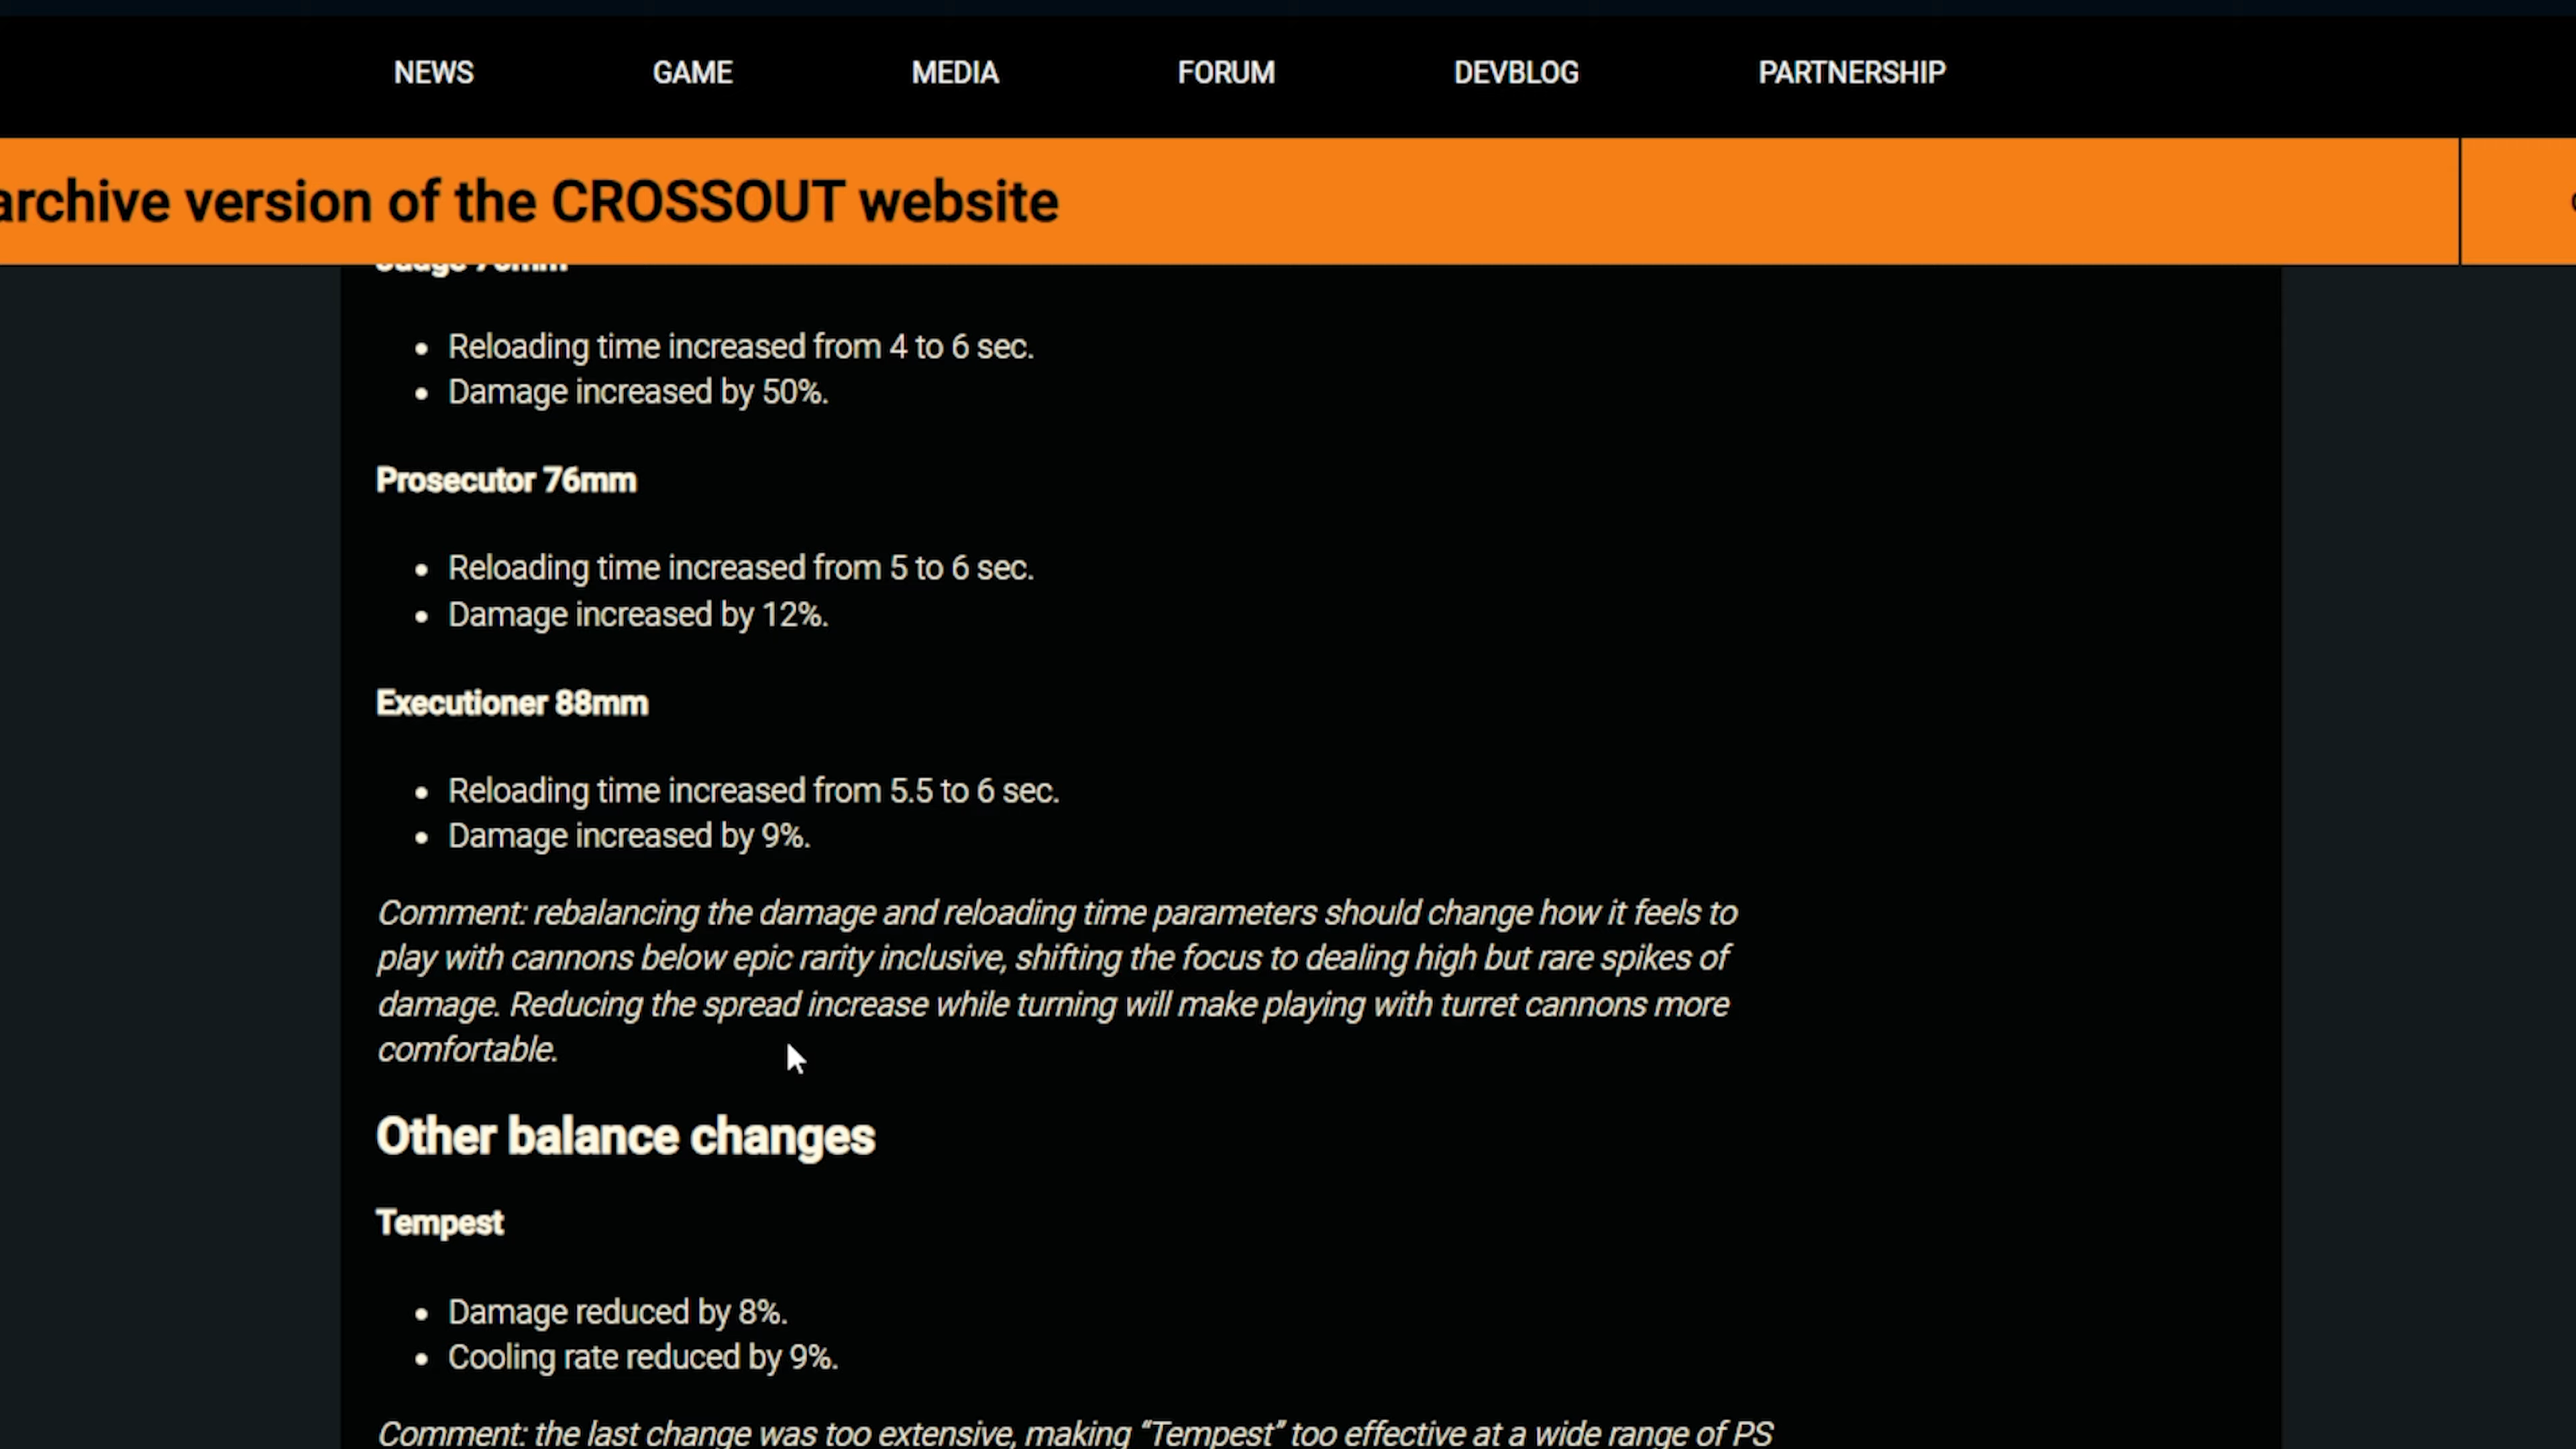 NEWS GAME MEDIA FORUM DEVBLOG PARTNERSHIP
archive version of the CROSSOUT website
Reloading time increased from 4 to 6 sec.
Damage increased by 50%.
Prosecutor 76mm
Reloading time increased from 5 to 6 sec.
Damage increased by 12%.
Executioner 88mm
Reloading time increased from 5.5 to 6 sec.
Damage increased by 9%.
Comment: rebalancing the damage and reloading time parameters should change how it feels to
play with cannons below epic rarity inclusive, shifting the focus to dealing high but rare spikes of
damage. Reducing the spread increase while turning will make playing with turret cannons more
comfortable.
Other balance changes
Tempest
Damage reduced by 8%.
Cooling rate reduced by 9%.
Comment: the last change was too extensive, making “Tempest” too effective at a wide range of PS